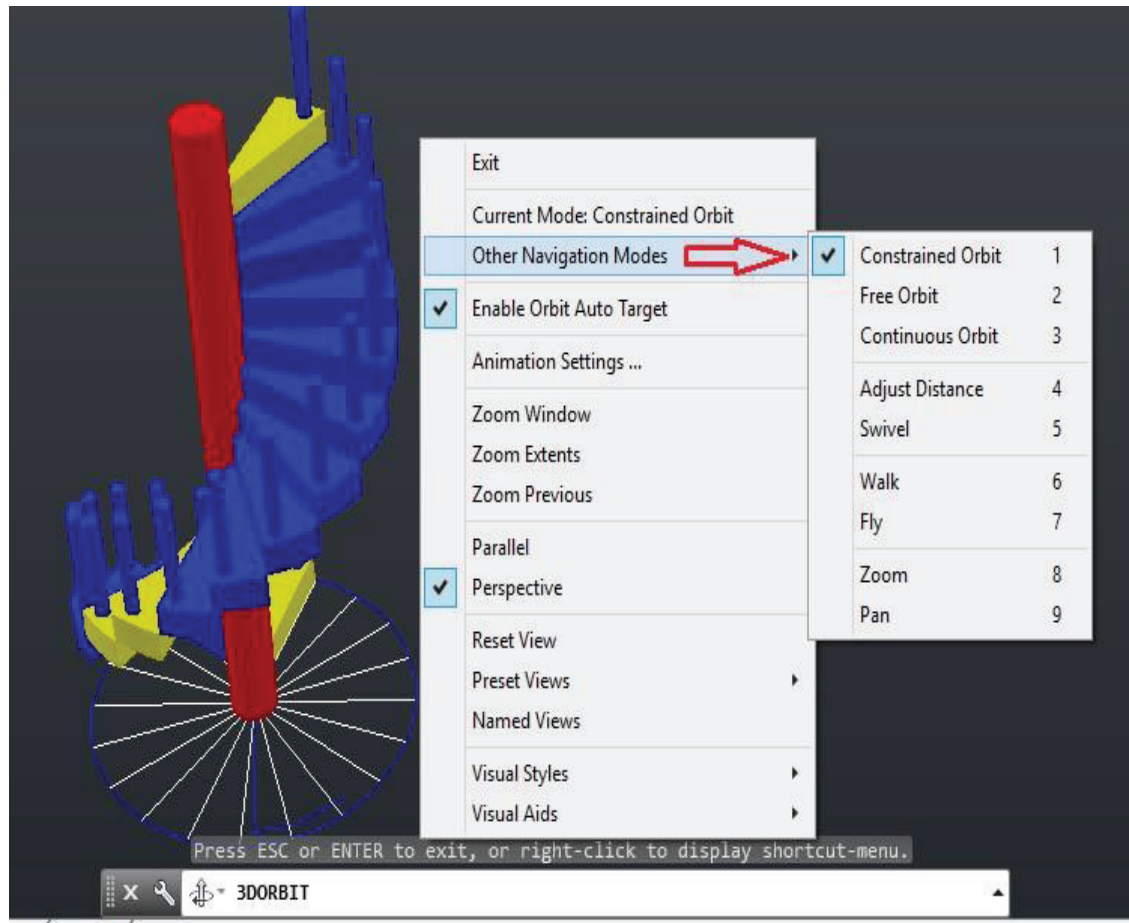 Exit
Current Mode: Constrained Orbit
Other Navigation Modes
Enable Orbit Auto Target
Animation Settings ...
Zoom Window
Zoom Extents
Zoom Previous
Parallel
Perspective
Reset View
Preset Views
Named Views
Visual Styles
Visual Aids
Constrained Orbit 1
Free Orbit 2
Continuous Orbit 3
Adjust Distance 4
Swivel 5
Walk 6
Fly 7
Zoom 8
Pan 9
Press ESC or ENTER to exit, or right-click to display shortcut-menu.
3DORBIT